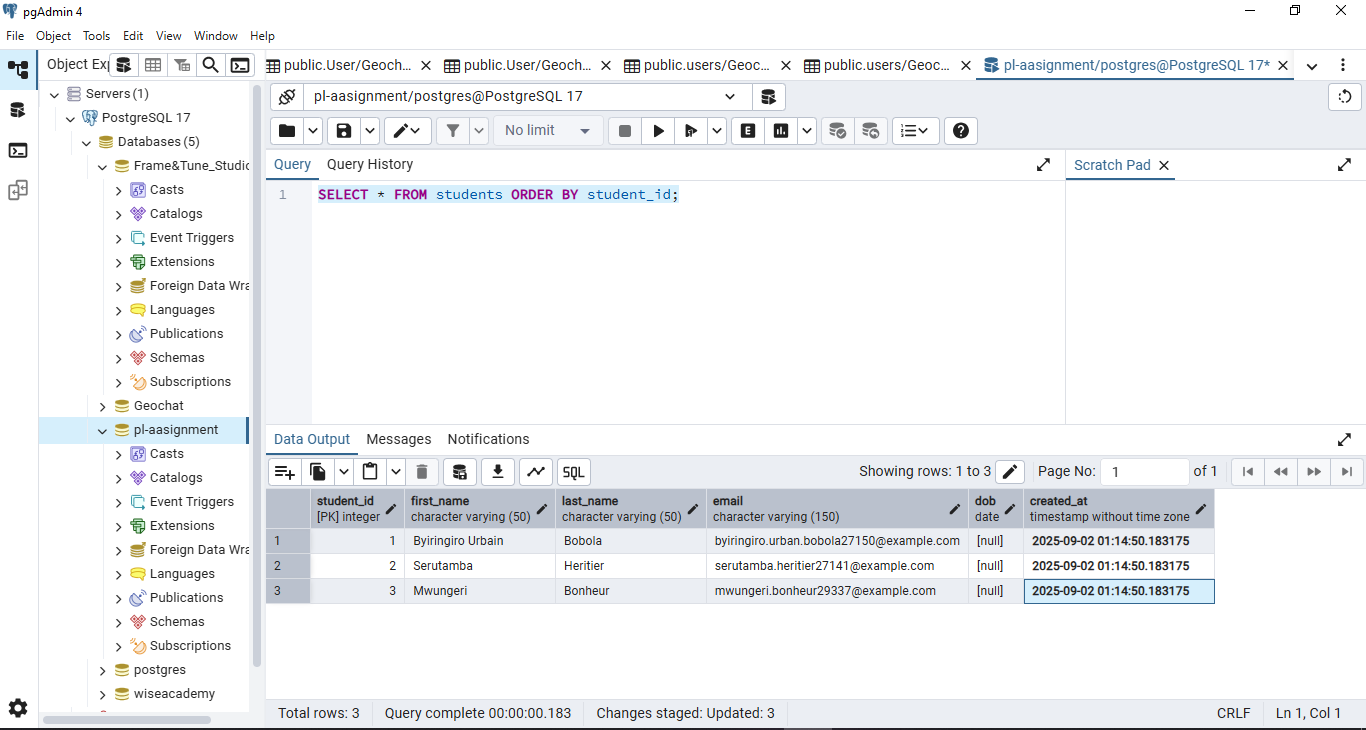 pgAdmin 4
File Object Tools Edit View Window Help
Object Exp
public.User/Geoch...
public.User/Geoch...
public.users/Geoc...
public.users/Geoc...
pl-aasignment/postgres@PostgreSQL 17*
Servers (1)
PostgreSQL 17
Databases (5)
Frame&Tune_Studio
Casts
Catalogs
Event Triggers
Extensions
Foreign Data Wra
Languages
Publications
Schemas
Subscriptions
Geochat
pl-aasignment
Casts
Catalogs
Event Triggers
Extensions
Foreign Data Wra
Languages
Publications
Schemas
Subscriptions
postgres
wiseacademy
pl-aasignment/postgres@PostgreSQL 17
No limit
E
Query Query History
Scratch Pad
1 SELECT * FROM students ORDER BY student_id;
Data Output Messages Notifications
SQL
Showing rows: 1 to 3
Page No: 1 of 1
student_id first_name last_name email dob created_at
[PK] integer character varying (50) character varying (50) character varying (150) date timestamp without time zone
1 1 Byiringiro Urbain Bobola byiringiro.urban.bobola27150@example.com [null] 2025-09-02 01:14:50.183175
2 2 Serutamba Heritier serutamba.heritier27141@example.com [null] 2025-09-02 01:14:50.183175
3 3 Mwungeri Bonheur mwungeri.bonheur29337@example.com [null] 2025-09-02 01:14:50.183175
Total rows: 3 Query complete 00:00:00.183 Changes staged: Updated: 3 CRLF Ln 1, Col 1